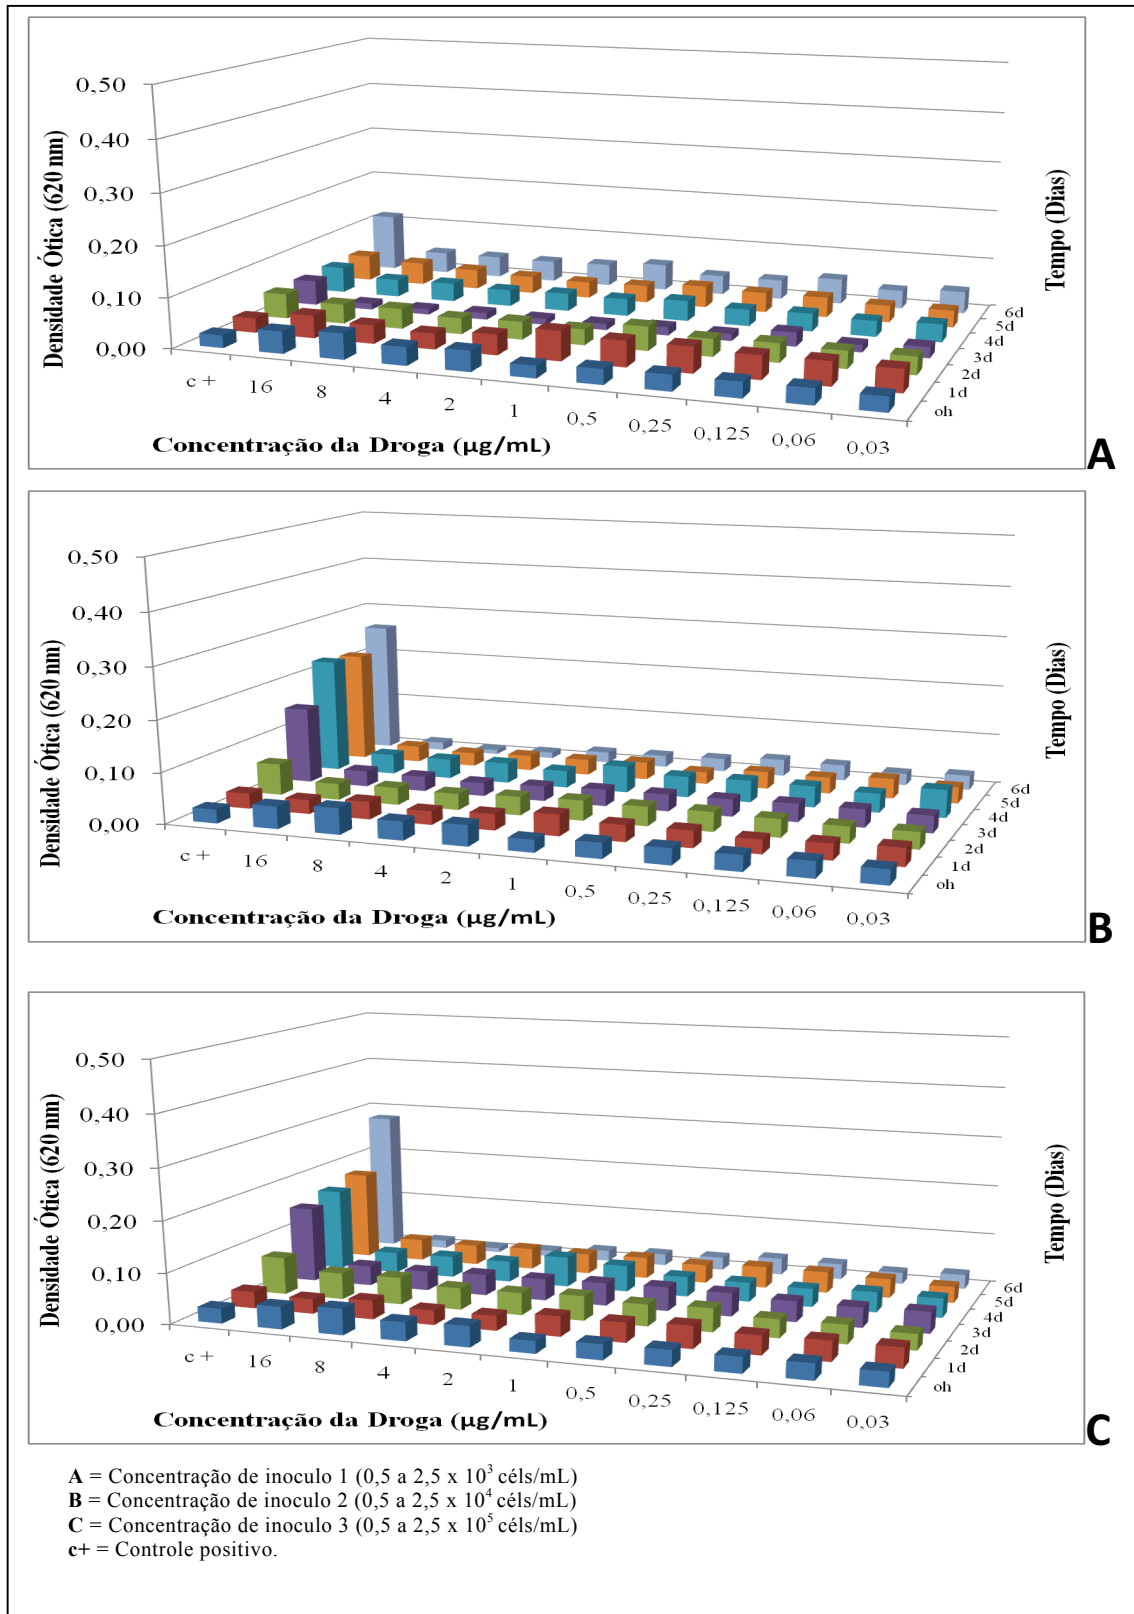 0,50
0,40
0,30
0,20
0,10
0,00
Densidade Ótica (620 nm)
c +
16
8
4
2
1
0,5
0,25
0,125
0,06
0,03
Concentração da Droga (µg/mL)
oh
1d
2d
3d
4d
5d
6d
Tempo (Dias)
A
0,50
0,40
0,30
0,20
0,10
0,00
Densidade Ótica (620 nm)
c +
16
8
4
2
1
0,5
0,25
0,125
0,06
0,03
Concentração da Droga (µg/mL)
oh
1d
2d
3d
4d
5d
6d
Tempo (Dias)
B
0,50
0,40
0,30
0,20
0,10
0,00
Densidade Ótica (620 nm)
c +
16
8
4
2
1
0,5
0,25
0,125
0,06
0,03
Concentração da Droga (µg/mL)
oh
1d
2d
3d
4d
5d
6d
Tempo (Dias)
C
A = Concentração de inoculo 1 (0,5 a 2,5 x 10³ céls/mL)
B = Concentração de inoculo 2 (0,5 a 2,5 x 10⁴ céls/mL)
C = Concentração de inoculo 3 (0,5 a 2,5 x 10⁵ céls/mL)
c+ = Controle positivo.